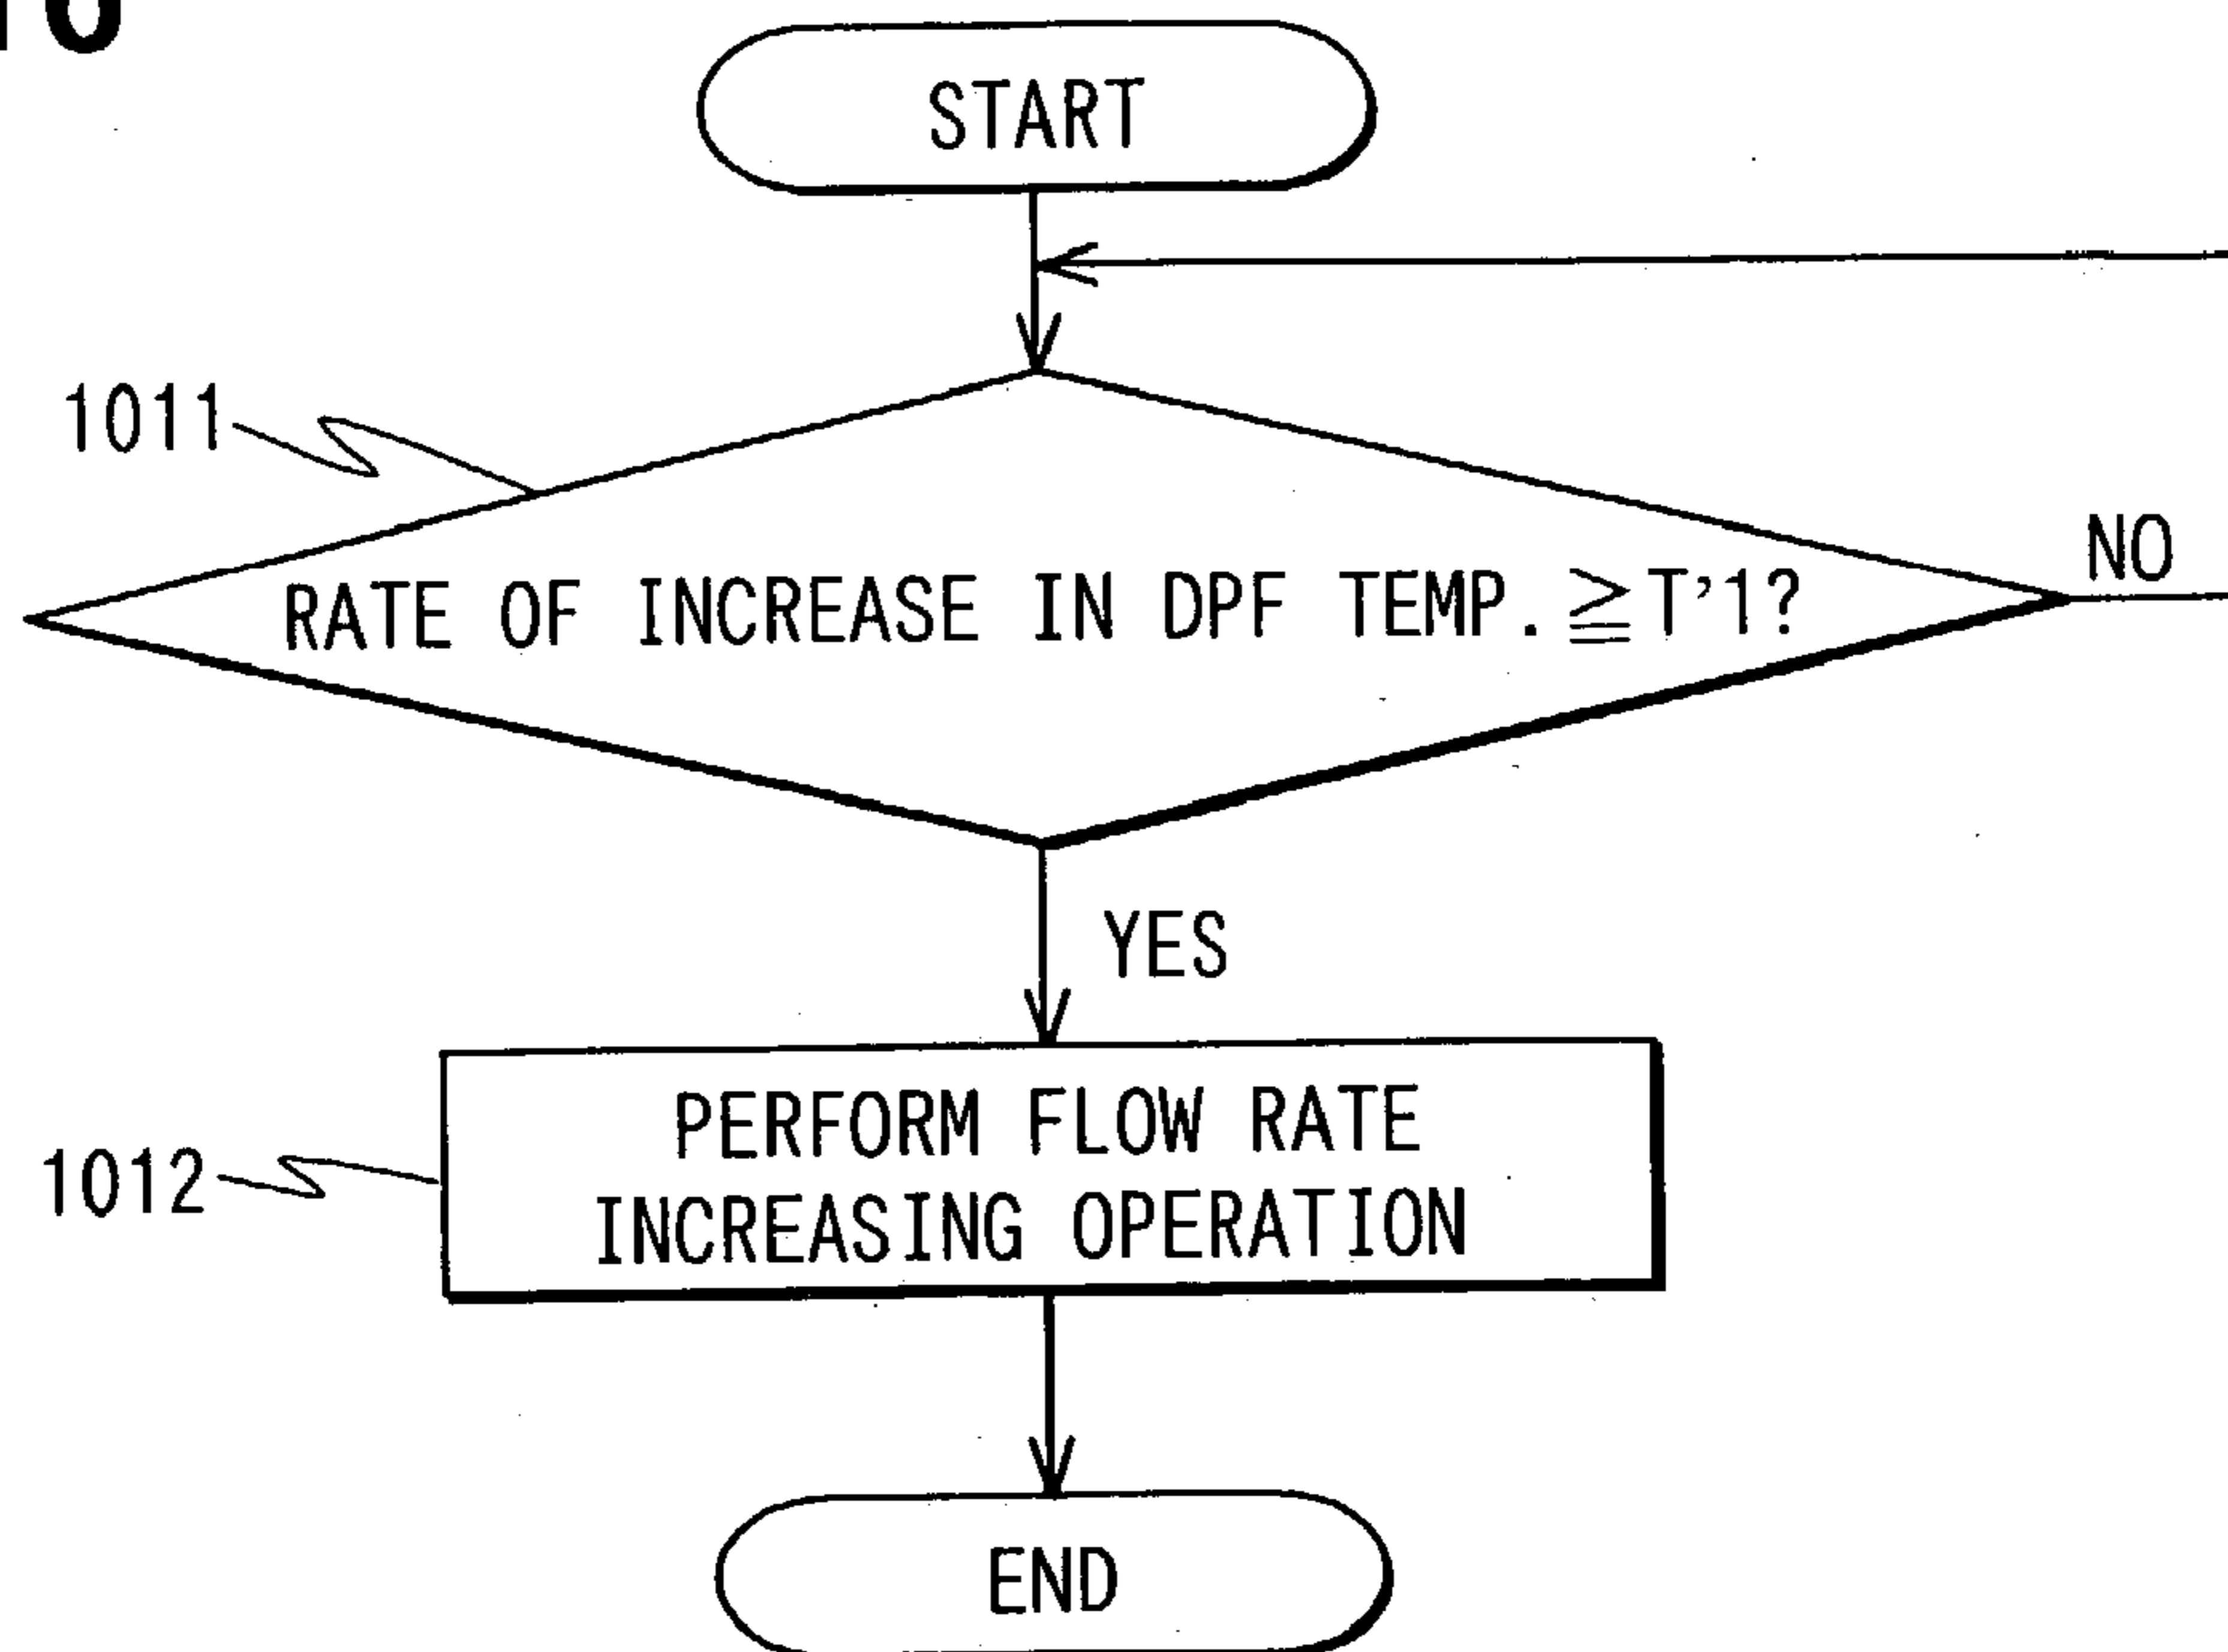 START
1011
RATE OF INCREASE IN DPF TEMP. ≧ T'1?
NO
YES
PERFORM FLOW RATE
INCREASING OPERATION
1012
END